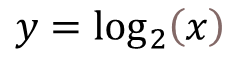 y = log₂(x)